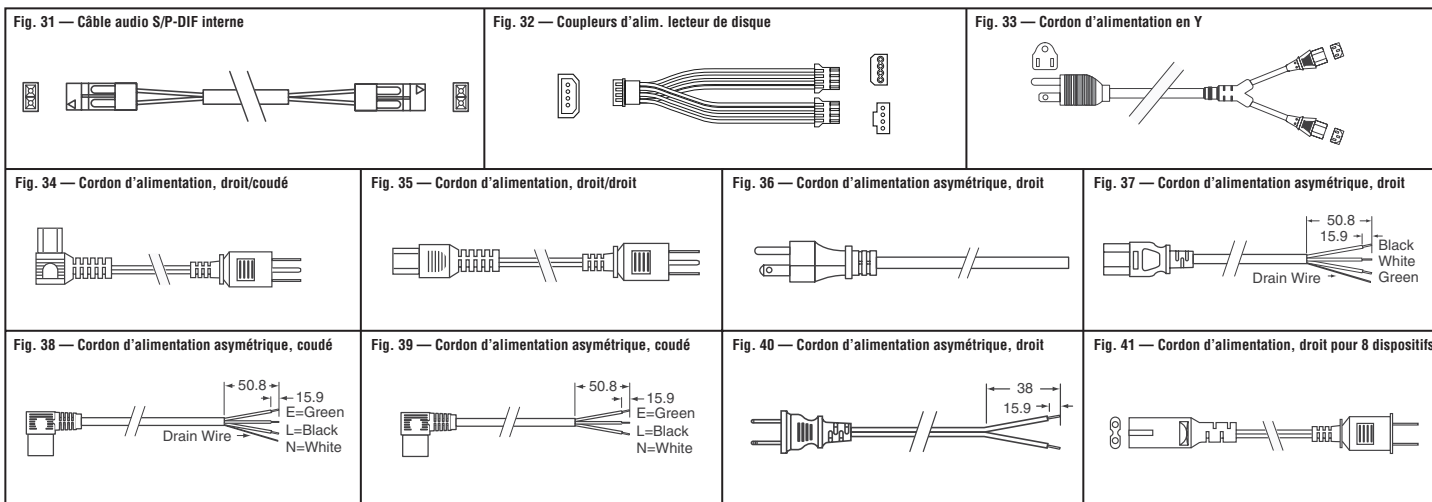 Fig. 31 — Câble audio S/P-DIF interne
Fig. 32 — Coupleurs d'alim. lecteur de disque
Fig. 33 — Cordon d'alimentation en Y
Fig. 34 — Cordon d'alimentation, droit/coudé
Fig. 35 — Cordon d'alimentation, droit/droit
Fig. 36 — Cordon d'alimentation asymétrique, droit
Fig. 37 — Cordon d'alimentation asymétrique, droit
50.8
15.9
Black
White
Drain Wire
Green
Fig. 38 — Cordon d'alimentation asymétrique, coudé
50.8
15.9
E=Green
L=Black
Drain Wire
N=White
Fig. 39 — Cordon d'alimentation asymétrique, coudé
50.8
15.9
E=Green
L=Black
N=White
Fig. 40 — Cordon d'alimentation asymétrique, droit
38
15.9
Fig. 41 — Cordon d'alimentation, droit pour 8 dispositifs